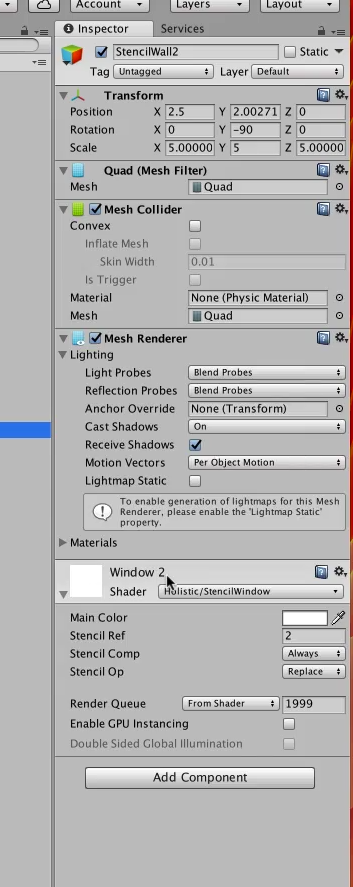 Account Layers Layout
Inspector Services
StencilWall2 Static
Tag Untagged Layer Default
Transform
Position X 2.5 Y 2.00271 Z 0
Rotation X 0 Y -90 Z 0
Scale X 5.00000 Y 5 Z 5.00000
Quad (Mesh Filter)
Mesh Quad
Mesh Collider
Convex
Inflate Mesh
Skin Width 0.01
Is Trigger
Material None (Physic Material)
Mesh Quad
Mesh Renderer
Lighting
Light Probes Blend Probes
Reflection Probes Blend Probes
Anchor Override None (Transform)
Cast Shadows On
Receive Shadows
Motion Vectors Per Object Motion
Lightmap Static
To enable generation of lightmaps for this Mesh
Renderer, please enable the 'Lightmap Static'
property.
Materials
Window 2
Shader Holistic/StencilWindow
Main Color
Stencil Ref 2
Stencil Comp Always
Stencil Op Replace
Render Queue From Shader 1999
Enable GPU Instancing
Double Sided Global Illumination
Add Component